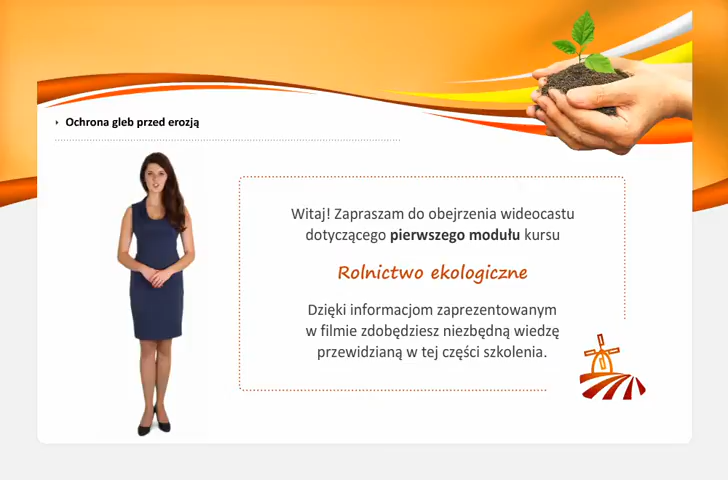 Ochrona gleb przed erozją
Witaj! Zapraszam do obejrzenia wideocastu
dotyczącego pierwszego modułu kursu
Rolnictwo ekologiczne
Dzięki informacjom zaprezentowanym
w filmie zdobędziesz niezbędną wiedzę
przewidzianą w tej części szkolenia.